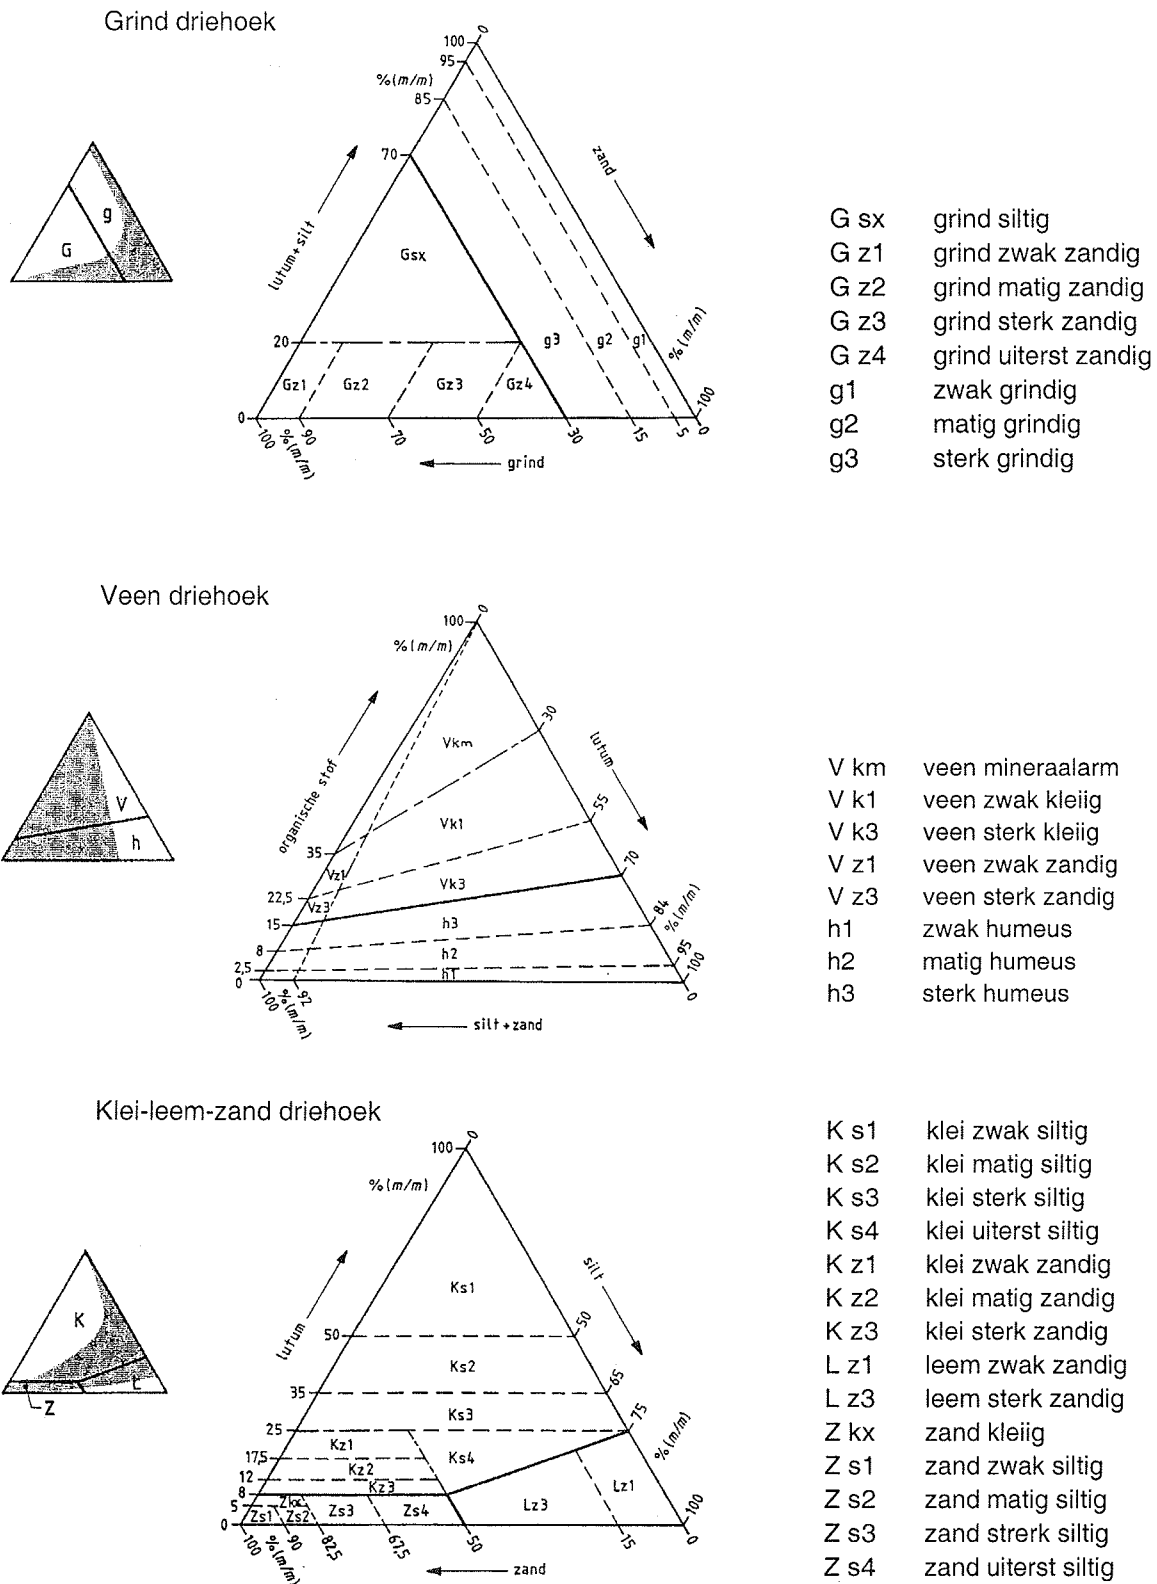 Grind driehoek
0
100
95
% (m/m)
85
70
zand
lutum+silt
g
G
Gsx
20
g3
g2
g1
% (m/m)
Gz1
Gz2
Gz3
Gz4
0
100
% (m/m)
90
70
50
30
15
5
0
100
grind
G sx grind siltig
G z1 grind zwak zandig
G z2 grind matig zandig
G z3 grind sterk zandig
G z4 grind uiterst zandig
g1 zwak grindig
g2 matig grindig
g3 sterk grindig
Veen driehoek
0
100
% (m/m)
30
organische stof
lutum
Vkm
V
h
55
Vk1
35
Vz1
70
22,5
Vk3
Vz3
84
% (m/m)
15
h3
8
h2
95
2,5
h1
100
0
100
% (m/m)
92
0
silt+zand
V km veen mineraalarm
V k1 veen zwak kleiig
V k3 veen sterk kleiig
V z1 veen zwak zandig
V z3 veen sterk zandig
h1 zwak humeus
h2 matig humeus
h3 sterk humeus
Klei-leem-zand driehoek
0
100
% (m/m)
silt
lutum
K
L
Z
Ks1
50
50
Ks2
35
65
Ks3
25
75
Kz1
% (m/m)
17,5
Ks4
Kz2
12
Kz3
8
Zkx
Lz1
5
Zs1
Zs2
Zs3
Zs4
Lz3
100
0
100
% (m/m)
90
82,5
67,5
50
15
0
zand
K s1 klei zwak siltig
K s2 klei matig siltig
K s3 klei sterk siltig
K s4 klei uiterst siltig
K z1 klei zwak zandig
K z2 klei matig zandig
K z3 klei sterk zandig
L z1 leem zwak zandig
L z3 leem sterk zandig
Z kx zand kleiig
Z s1 zand zwak siltig
Z s2 zand matig siltig
Z s3 zand strerk siltig
Z s4 zand uiterst siltig